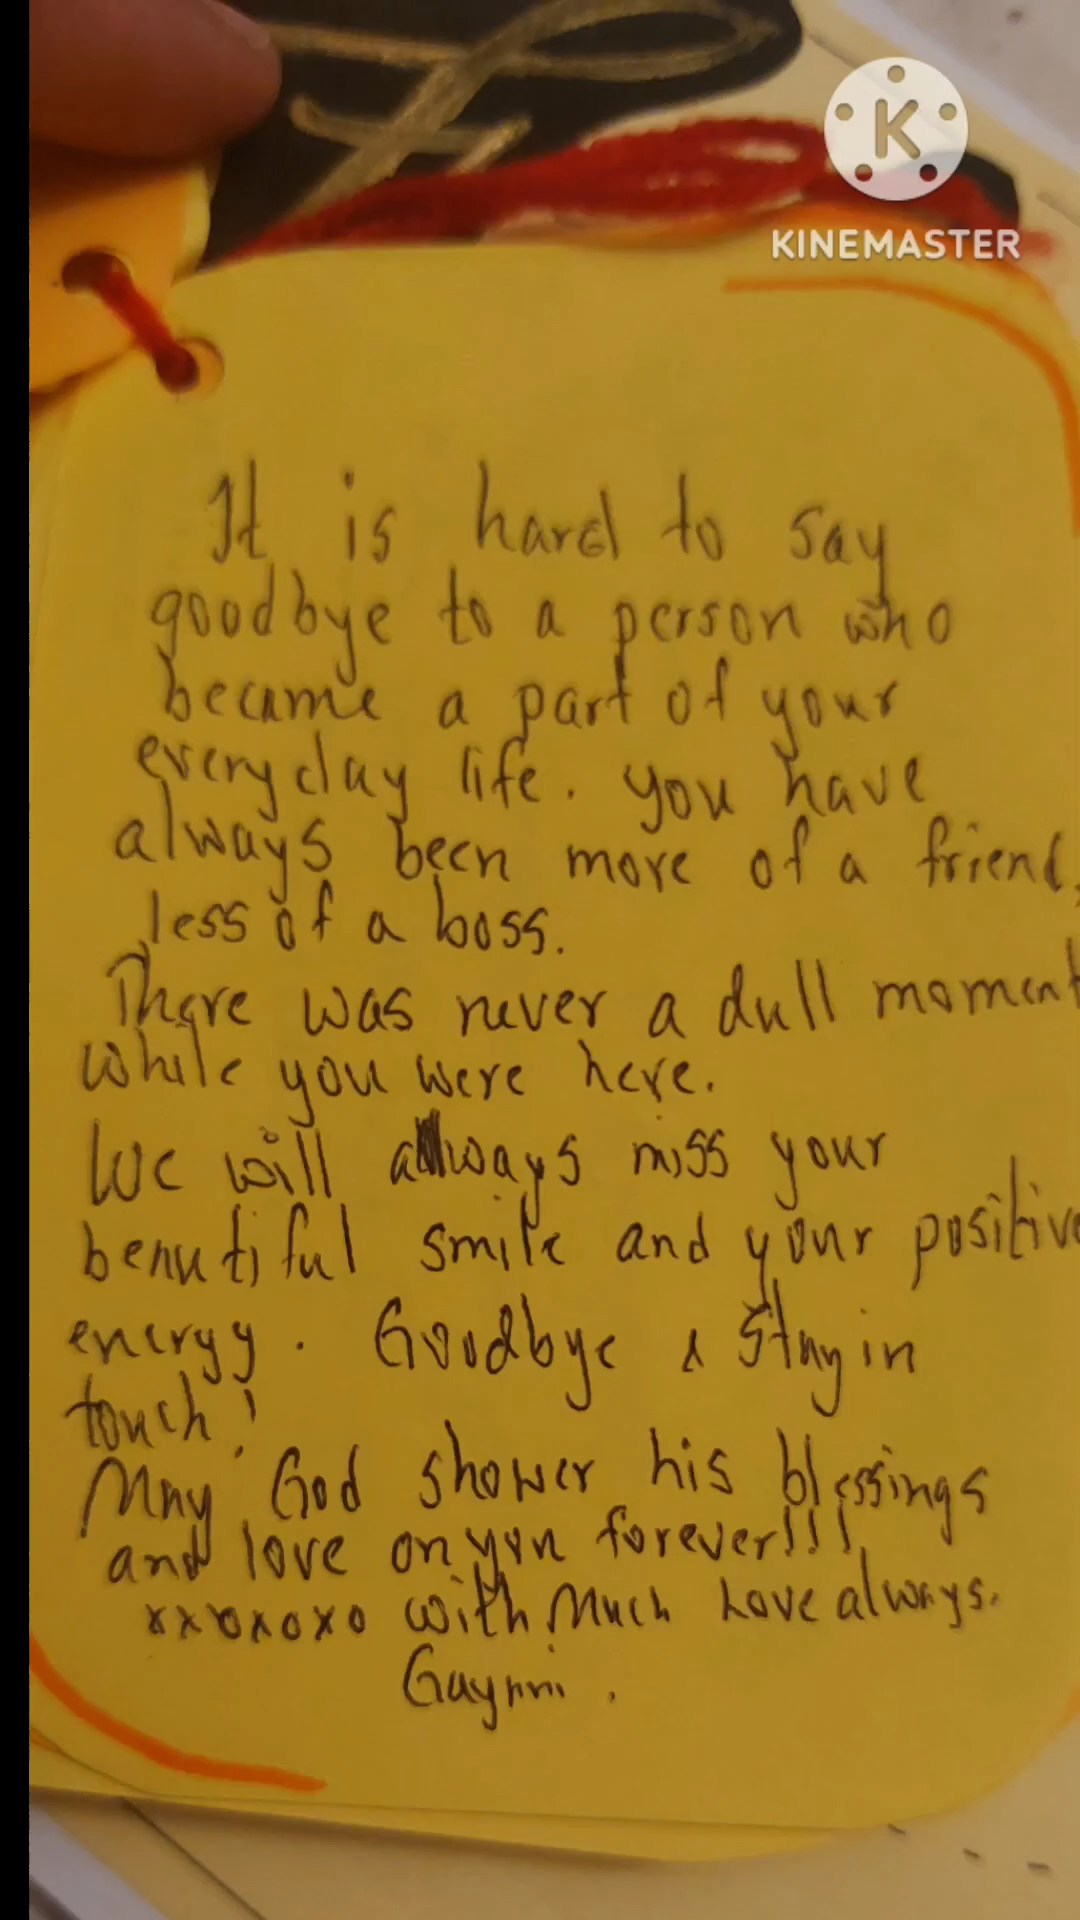 K
KINEMASTER
It is hard to say
goodbye to a person who
became a part of your
everyday life. you have
always been more of a friend,
less of a boss.
There was never a dull moment
while you were here.
We will always miss your
beautiful smile and your positive
energy. Goodbye & stay in
touch!
May God shower his blessings
and love on you forever!!!
xxxoxoxo with Much Love always.